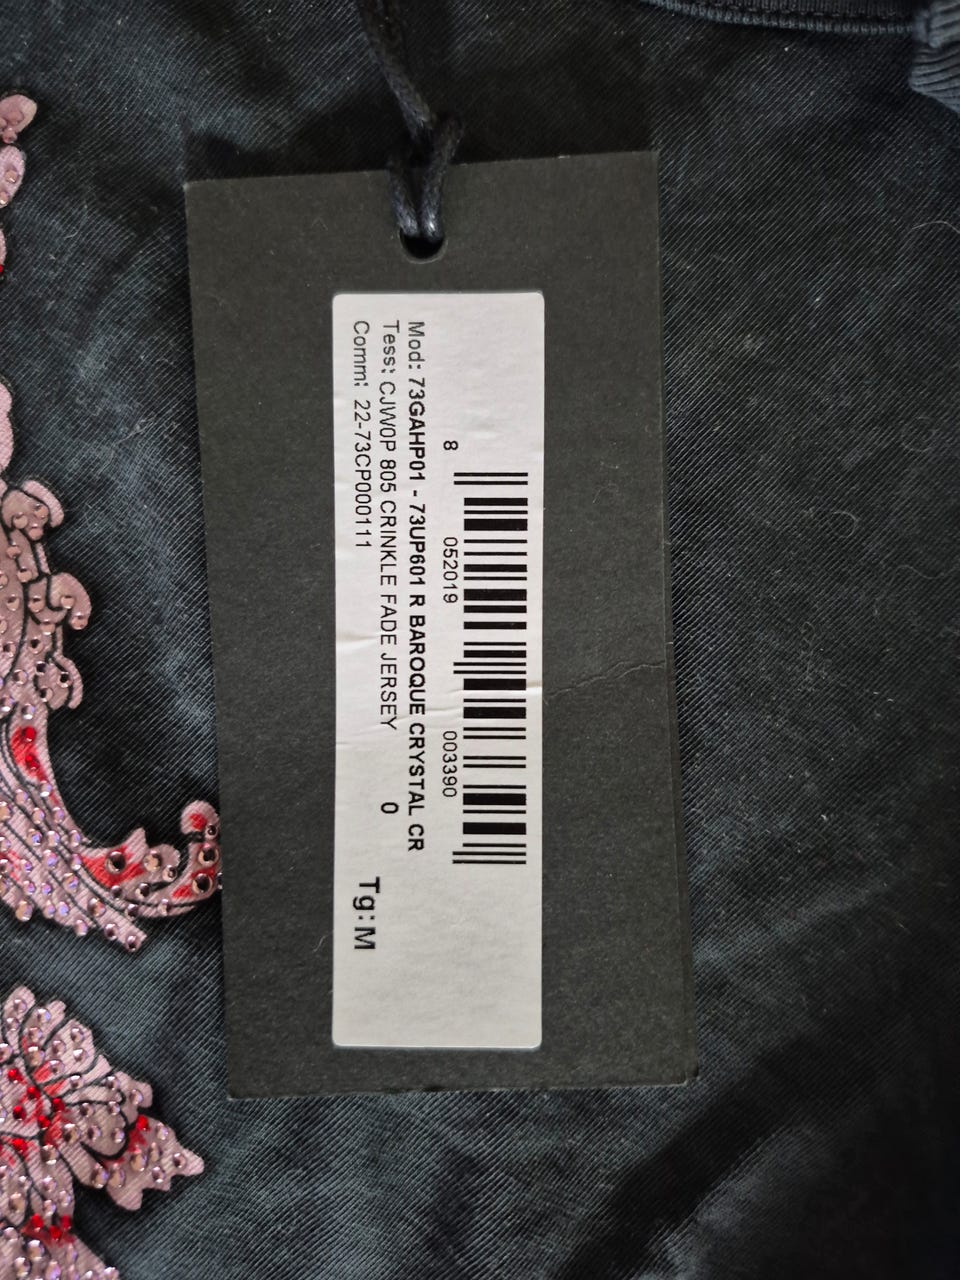 8 052019 003390
Mod: 73GAHP01 - 73UP601 R BAROQUE CRYSTAL CR
Tess: CJW0P 805 CRINKLE FADE JERSEY 0
Comm: 22-73CP000111 Tg:M